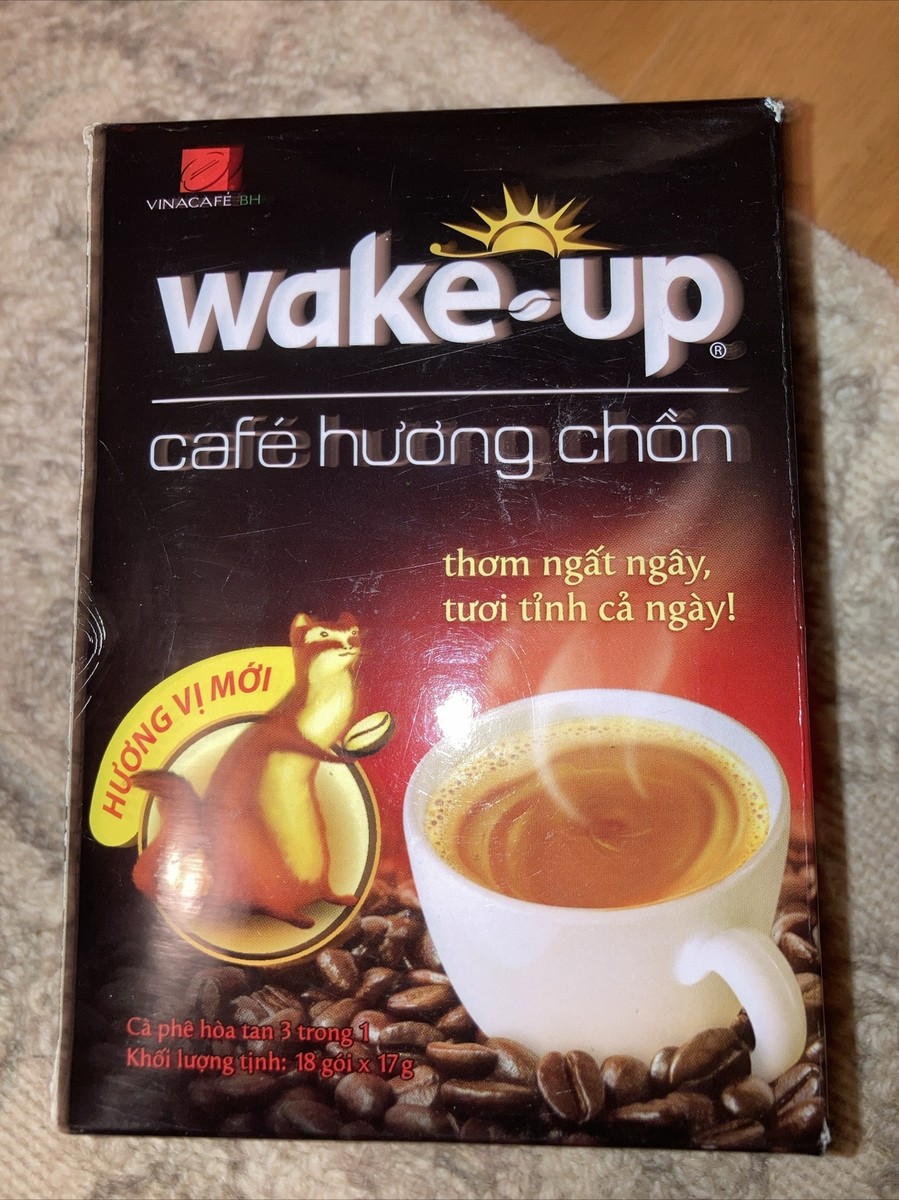 VINACAFÉ BH
wake-up ®
café hương chồn
thơm ngất ngây,
tươi tỉnh cả ngày!
HƯƠNG VỊ MỚI
Cà phê hòa tan 3 trong 1
Khối lượng tịnh: 18 gói x 17g